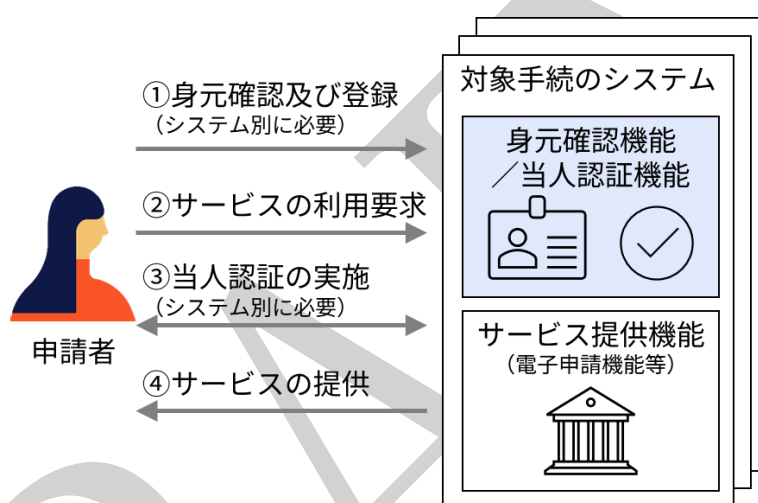 対象手続のシステム
①身元確認及び登録
（システム別に必要）
身元確認機能
／当人認証機能
②サービスの利用要求
③当人認証の実施
（システム別に必要）
サービス提供機能
（電子申請機能等）
申請者
④サービスの提供